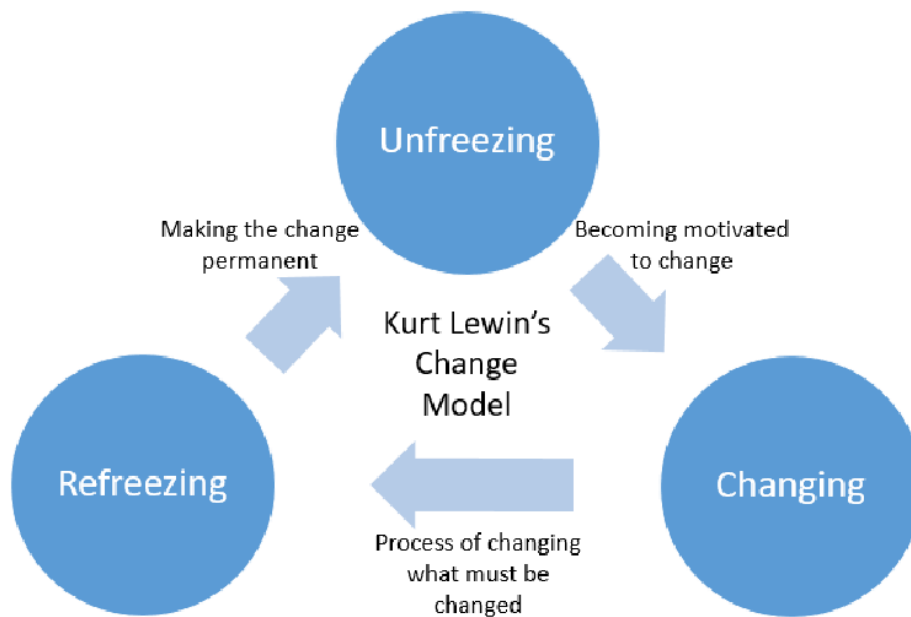 Unfreezing
Making the change
permanent
Becoming motivated
to change
Kurt Lewin’s
Change
Model
Refreezing
Changing
Process of changing
what must be
changed